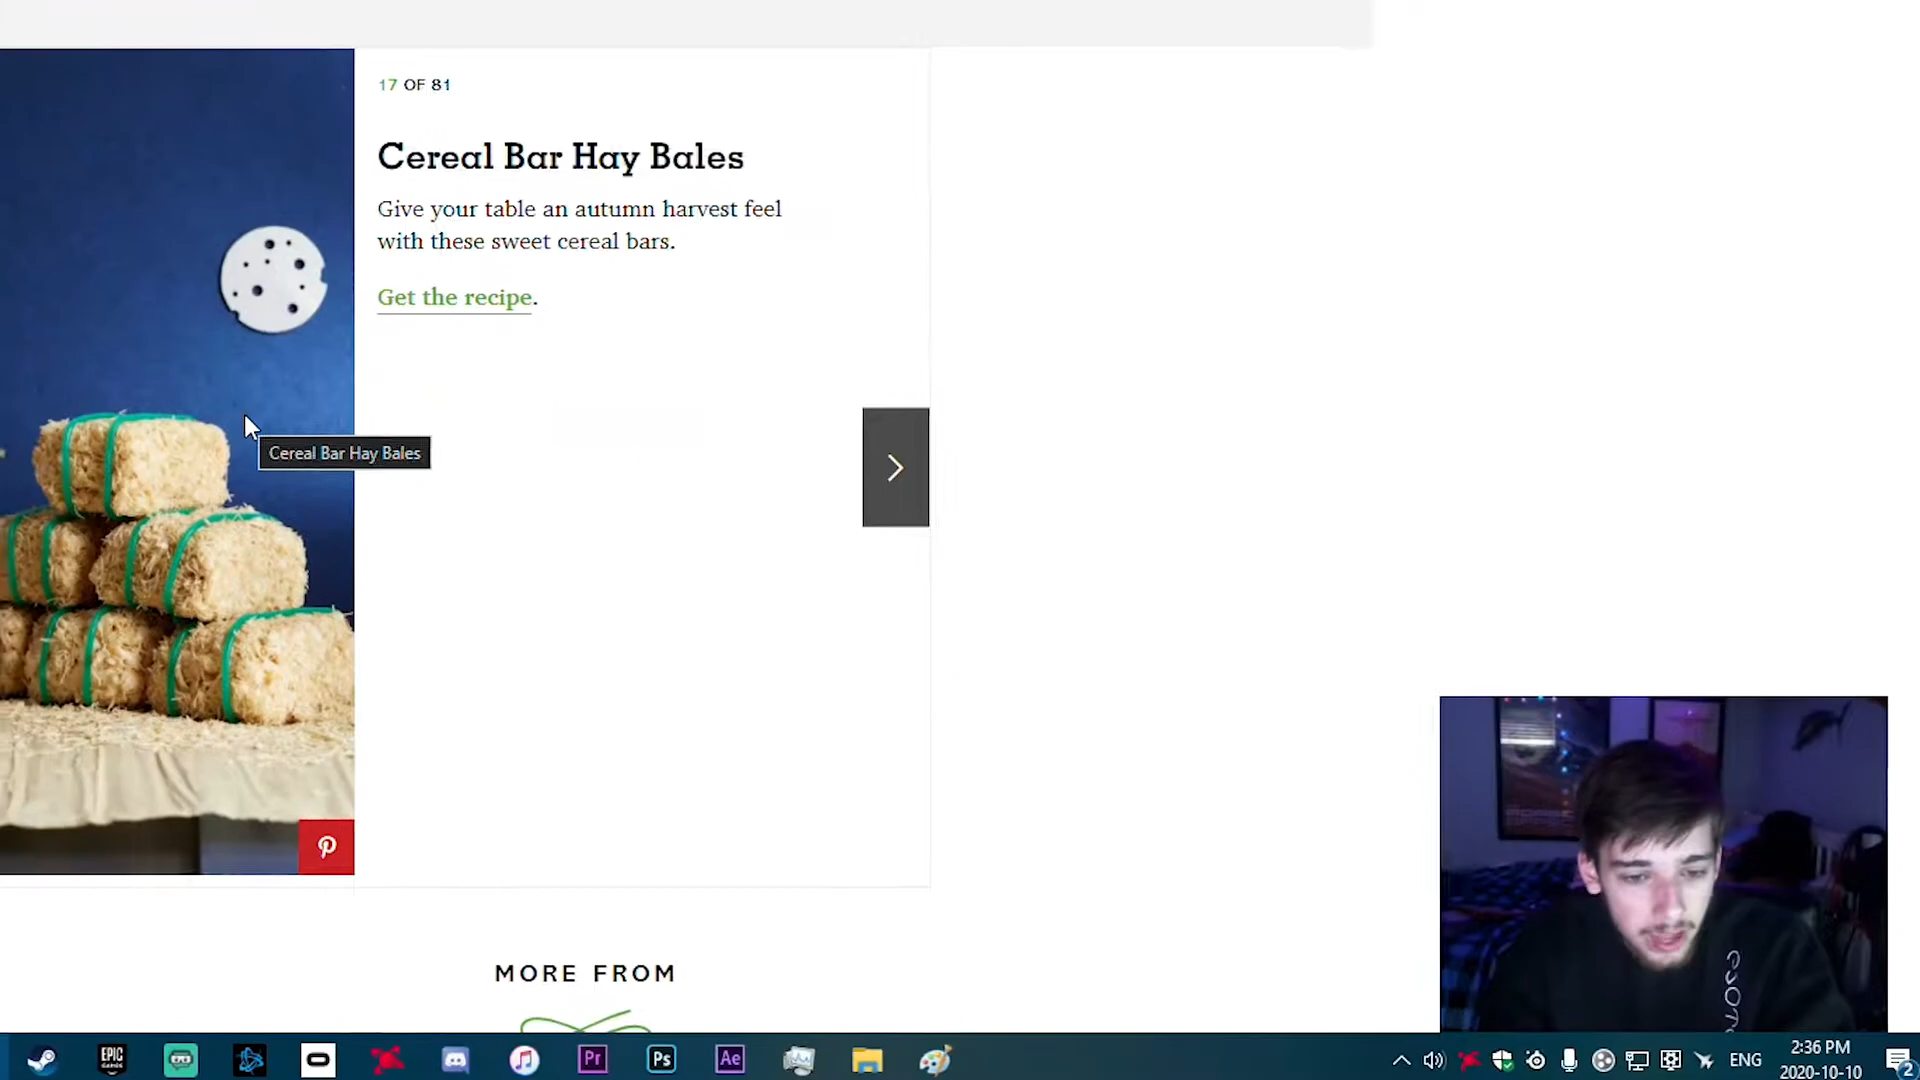 17 OF 81
Cereal Bar Hay Bales
Give your table an autumn harvest feel
with these sweet cereal bars.
Get the recipe.
Cereal Bar Hay Bales
MORE FROM
EPIC
GAMES
Pr
Ps
Ae
ENG
2:36 PM
2020-10-10
2